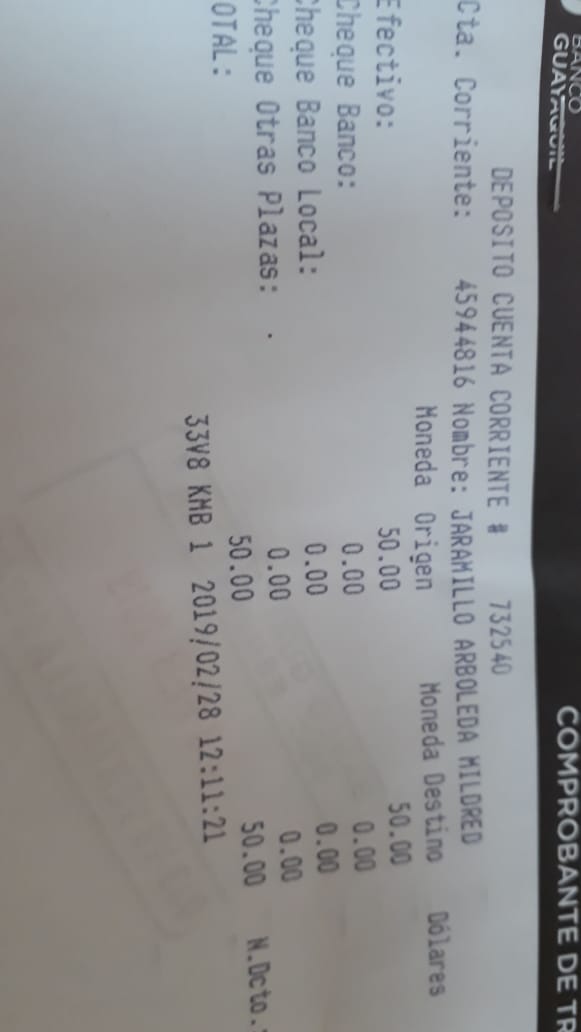 BANCO
GUAYAQUIL
COMPROBANTE DE TR
DEPOSITO CUENTA CORRIENTE # 732540
Cta. Corriente: 45944816 Nombre: JARAMILLO ARBOLEDA MILDRED
Moneda Origen Moneda Destino Dólares
Efectivo: 50.00 50.00
Cheque Banco: 0.00 0.00
Cheque Banco Local: 0.00 0.00
Cheque Otras Plazas: 0.00 0.00
OTAL: 50.00 50.00 N.Dcto.:
33V8 KMB 1 2019/02/28 12:11:21